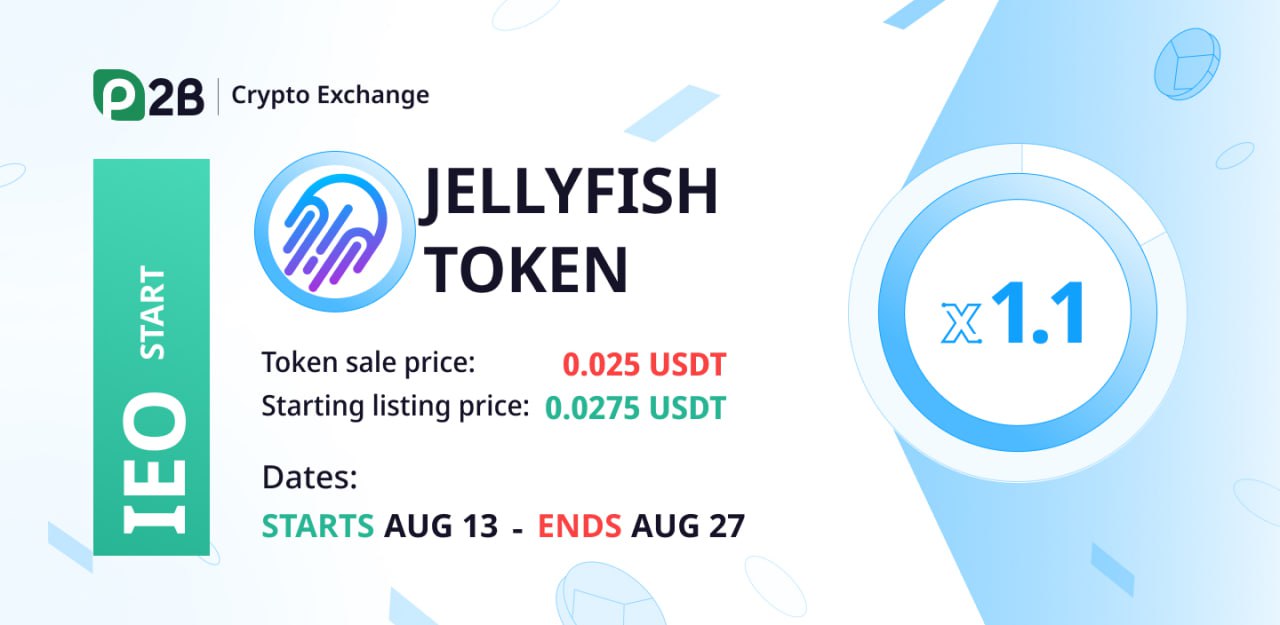 P2B | Crypto Exchange
IEO START
JELLYFISH
TOKEN
Token sale price: 0.025 USDT
Starting listing price: 0.0275 USDT
Dates:
STARTS AUG 13 - ENDS AUG 27
x1.1